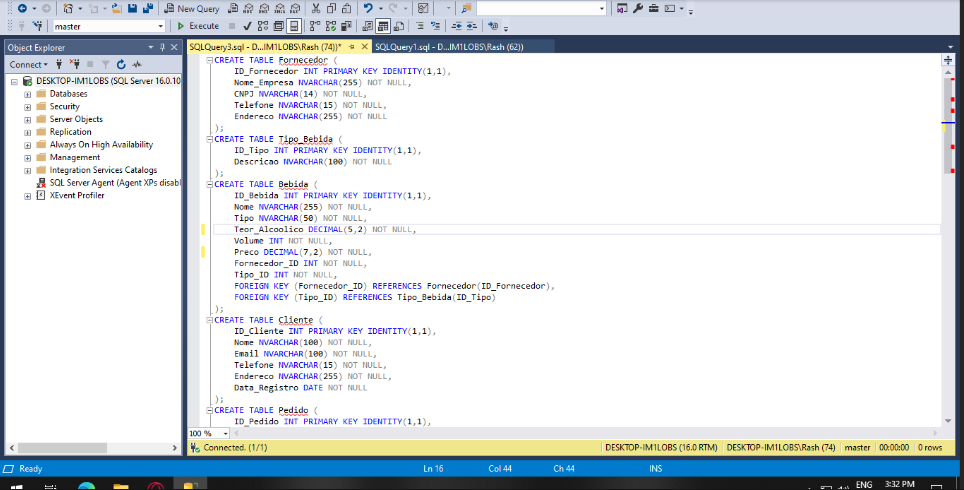 New Query
MDX DMX XMLA DAX
master
Execute
Object Explorer
SQLQuery3.sql - D...IM1LOBS\Rash (74))*
SQLQuery1.sql - D...IM1LOBS\Rash (62))
Connect
DESKTOP-IM1LOBS (SQL Server 16.0.10
Databases
Security
Server Objects
Replication
Always On High Availability
Management
Integration Services Catalogs
SQL Server Agent (Agent XPs disabl
XEvent Profiler
CREATE TABLE Fornecedor (
ID_Fornecedor INT PRIMARY KEY IDENTITY(1,1),
Nome_Empresa NVARCHAR(255) NOT NULL,
CNPJ NVARCHAR(14) NOT NULL,
Telefone NVARCHAR(15) NOT NULL,
Endereco NVARCHAR(255) NOT NULL
);
CREATE TABLE Tipo_Bebida (
ID_Tipo INT PRIMARY KEY IDENTITY(1,1),
Descricao NVARCHAR(100) NOT NULL
);
CREATE TABLE Bebida (
ID_Bebida INT PRIMARY KEY IDENTITY(1,1),
Nome NVARCHAR(255) NOT NULL,
Tipo NVARCHAR(50) NOT NULL,
Teor_Alcoolico DECIMAL(5,2) NOT NULL,
Volume INT NOT NULL,
Preco DECIMAL(7,2) NOT NULL,
Fornecedor_ID INT NOT NULL,
Tipo_ID INT NOT NULL,
FOREIGN KEY (Fornecedor_ID) REFERENCES Fornecedor(ID_Fornecedor),
FOREIGN KEY (Tipo_ID) REFERENCES Tipo_Bebida(ID_Tipo)
);
CREATE TABLE Cliente (
ID_Cliente INT PRIMARY KEY IDENTITY(1,1),
Nome NVARCHAR(100) NOT NULL,
Email NVARCHAR(100) NOT NULL,
Telefone NVARCHAR(15) NOT NULL,
Endereco NVARCHAR(255) NOT NULL,
Data_Registro DATE NOT NULL
);
CREATE TABLE Pedido (
ID_Pedido INT PRIMARY KEY IDENTITY(1,1),
100 %
Connected. (1/1)
DESKTOP-IM1LOBS (16.0 RTM)
DESKTOP-IM1LOBS\Rash (74)
master
00:00:00
0 rows
Ready
Ln 16
Col 44
Ch 44
INS
ENG
3:32 PM